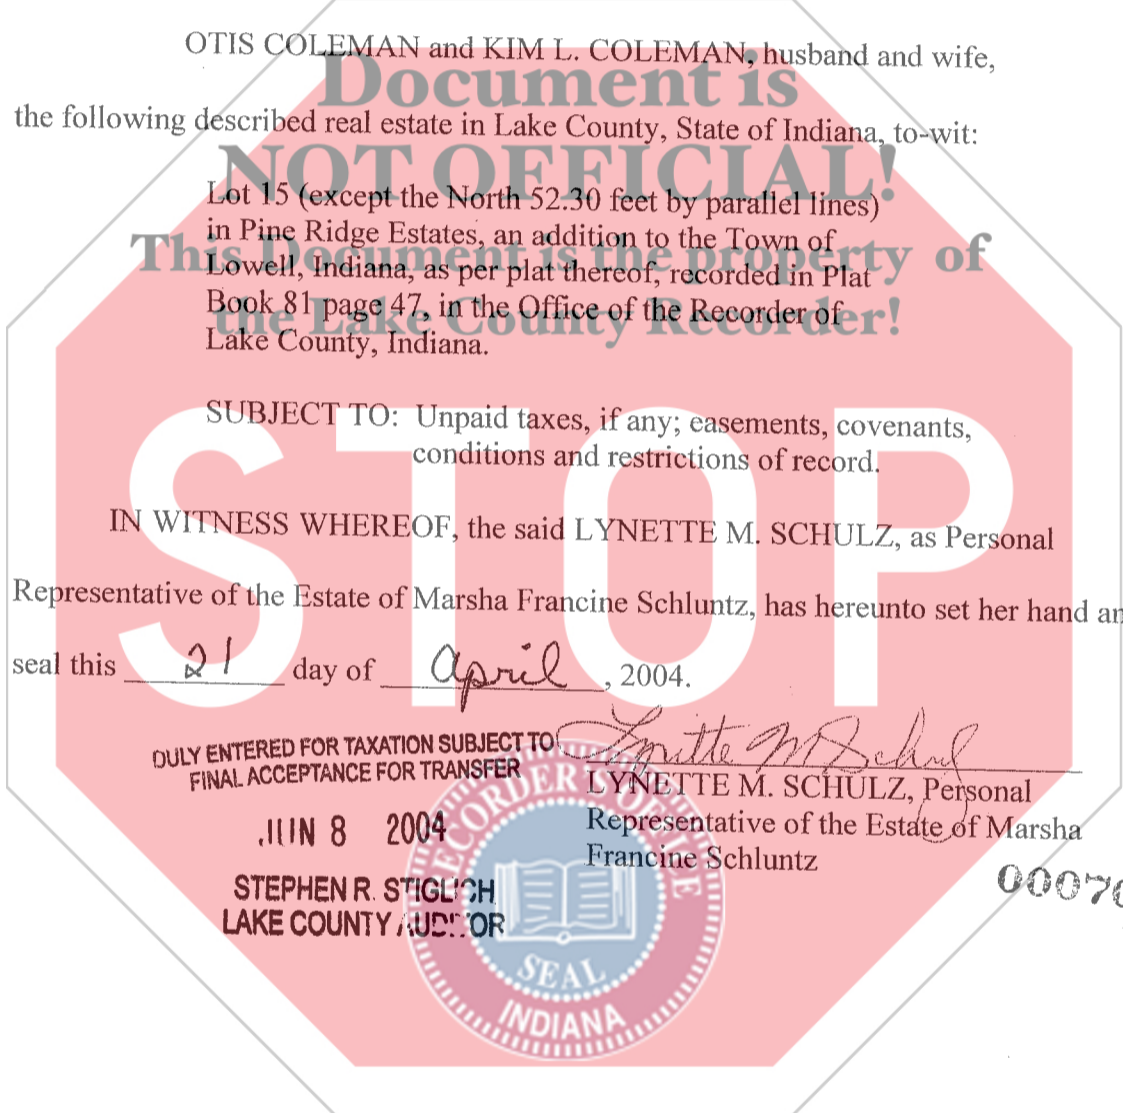 OTIS COLEMAN and KIM L. COLEMAN, husband and wife,
Document is
the following described real estate in Lake County, State of Indiana, to-wit:
NOT OFFICIAL!
Lot 15 (except the North 52.30 feet by parallel lines)
in Pine Ridge Estates, an addition to the Town of
This Document is the property of
Lowell, Indiana, as per plat thereof, recorded in Plat
Book 81 page 47, in the Office of the Recorder of
the Lake County Recorder!
Lake County, Indiana.
SUBJECT TO: Unpaid taxes, if any; easements, covenants,
conditions and restrictions of record.
STOP
IN WITNESS WHEREOF, the said LYNETTE M. SCHULZ, as Personal
Representative of the Estate of Marsha Francine Schluntz, has hereunto set her hand an
seal this 21 day of April, 2004.
Lynette M Schulz
DULY ENTERED FOR TAXATION SUBJECT TO
FINAL ACCEPTANCE FOR TRANSFER
LYNETTE M. SCHULZ, Personal
Representative of the Estate of Marsha
Francine Schluntz
JUN 8 2004
STEPHEN R. STIGLICH
LAKE COUNTY AUDITOR
0007
RECORDER'S OFFICE
SEAL
INDIANA